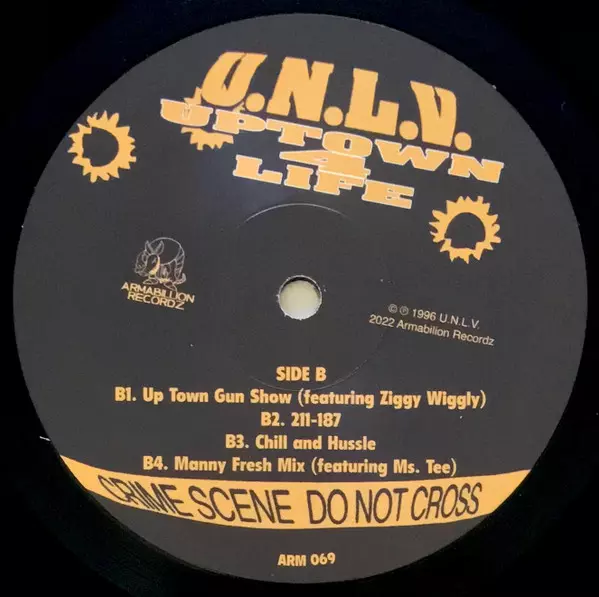 U.N.L.V.
UPTOWN
4
LIFE
ARMABILLION
RECORDZ
© ℗ 1996 U.N.L.V.
2022 Armabilion Recordz
SIDE B
B1. Up Town Gun Show (featuring Ziggy Wiggly)
B2. 211-187
B3. Chill and Hussle
B4. Manny Fresh Mix (featuring Ms. Tee)
CRIME SCENE DO NOT CROSS
ARM 069